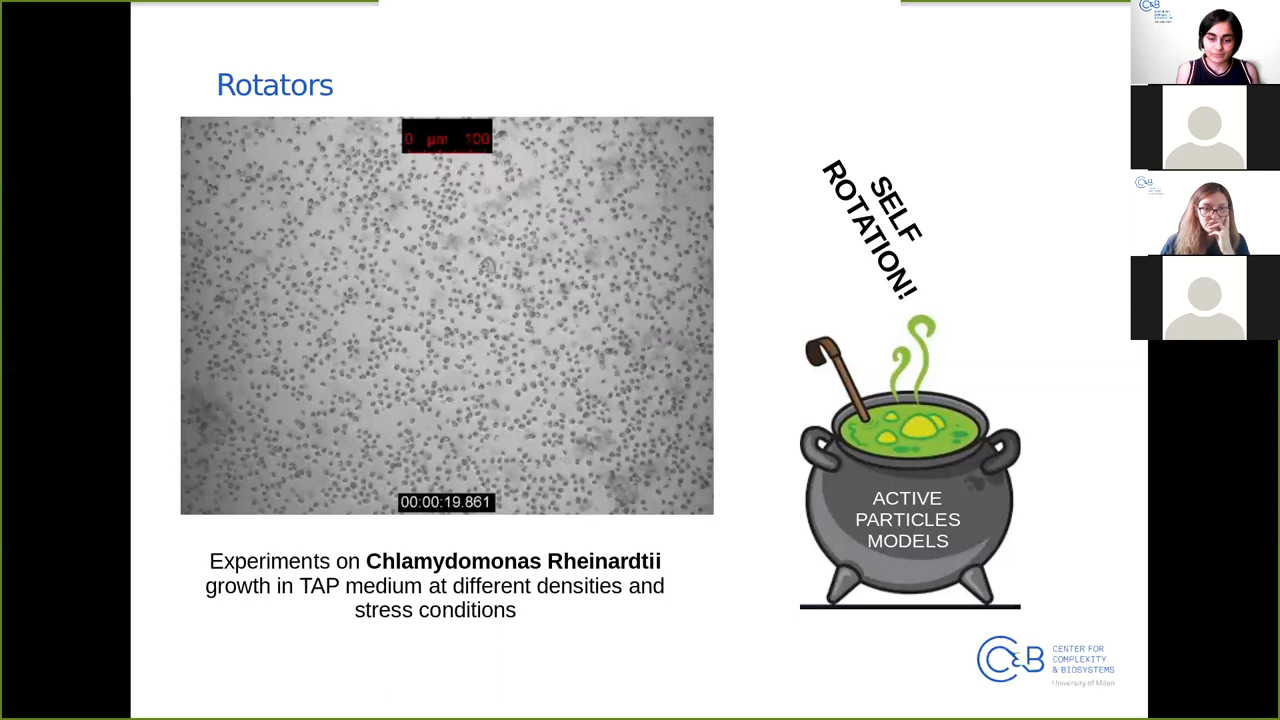 Rotators
0 µm 100
00:00:19.861
Experiments on Chlamydomonas Rheinardtii
growth in TAP medium at different densities and
stress conditions
SELF
ROTATION!
ACTIVE
PARTICLES
MODELS
C&B
CENTER FOR
COMPLEXITY
& BIOSYSTEMS
University of Milan